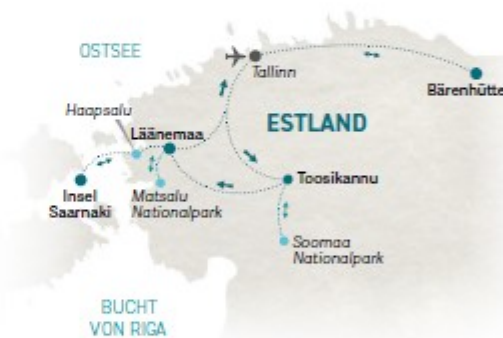 OSTSEE
Tallinn
Bärenhütte
Haapsalu
Läänemaa
ESTLAND
Toosikannu
Insel
Saarnaki
Matsalu
Nationalpark
Soomaa
Nationalpark
BUCHT
VON RIGA